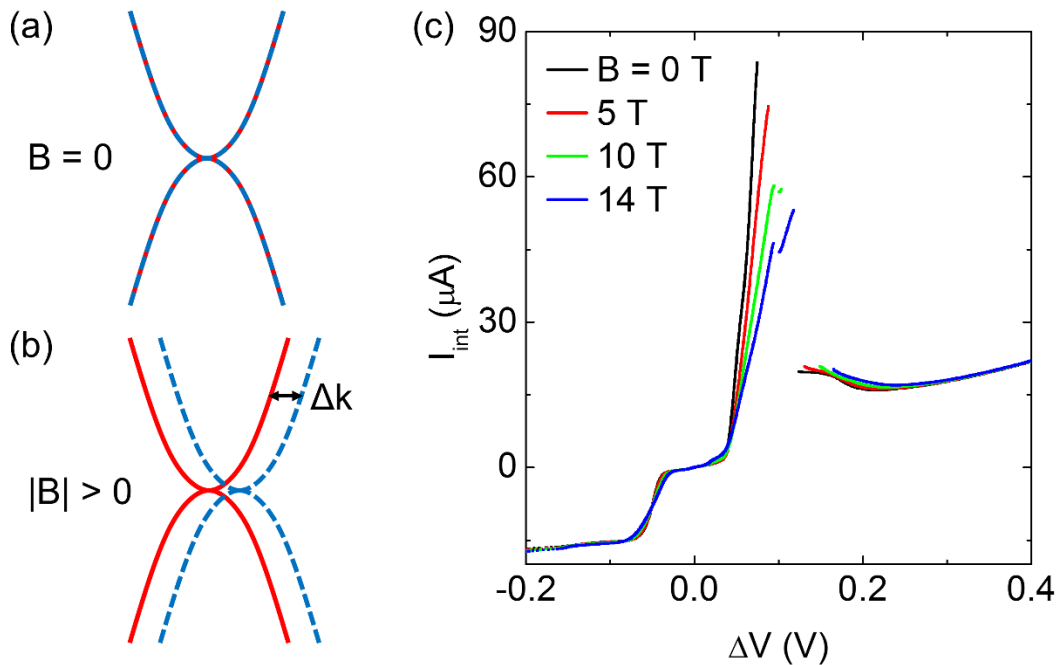 (a)
B = 0
(b)
Δk
|B| > 0
(c)
90
60
30
0
I_int (μA)
B = 0 T
5 T
10 T
14 T
-0.2
0.0
0.2
0.4
ΔV (V)